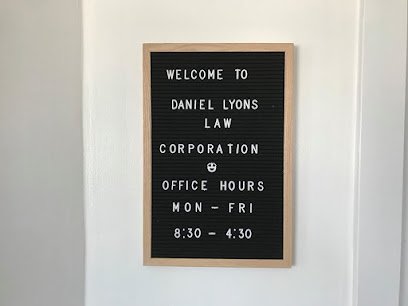 WELCOME TO
DANIEL LYONS
LAW
CORPORATION
OFFICE HOURS
MON - FRI
8:30 - 4:30